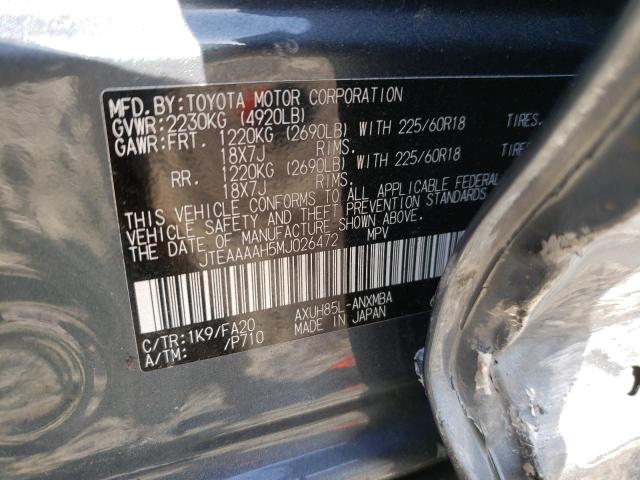 MFD.BY:TOYOTA MOTOR CORPORATION
GVWR:2230KG (4920LB)
GAWR:FRT. 1220KG (2690LB) WITH 225/60R18 TIRES.
18X7J RIMS.
RR. 1220KG (2690LB) WITH 225/60R18 TIRES
18X7J RIMS.
THIS VEHICLE CONFORMS TO ALL APPLICABLE FEDERAL
VEHICLE SAFETY AND THEFT PREVENTION STANDARDS
THE DATE OF MANUFACTURE SHOWN ABOVE.
JTEAAAAH5MJ026472 MPV
C/TR:1K9/FA20 AXUH85L-ANXMBA
A/TM: /P710 MADE IN JAPAN